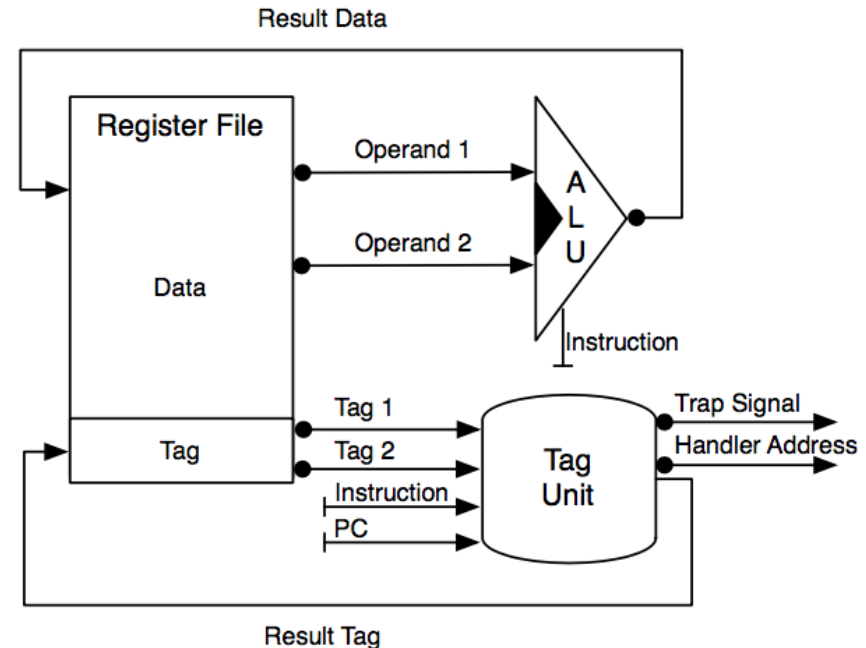 Result Data
Register File
Operand 1
A
L
U
Operand 2
Data
Instruction
Tag 1
Trap Signal
Tag
Tag 2
Tag
Unit
Handler Address
Instruction
PC
Result Tag